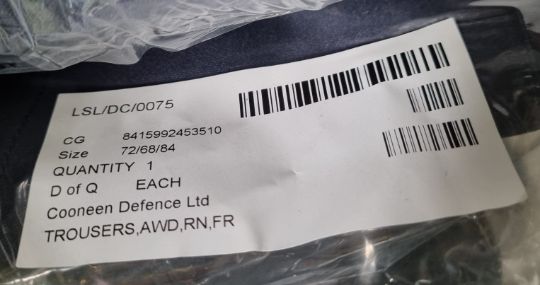 LSL/DC/0075
CG 8415992453510
Size 72/68/84
QUANTITY 1
D of Q EACH
Cooneen Defence Ltd
TROUSERS,AWD,RN,FR